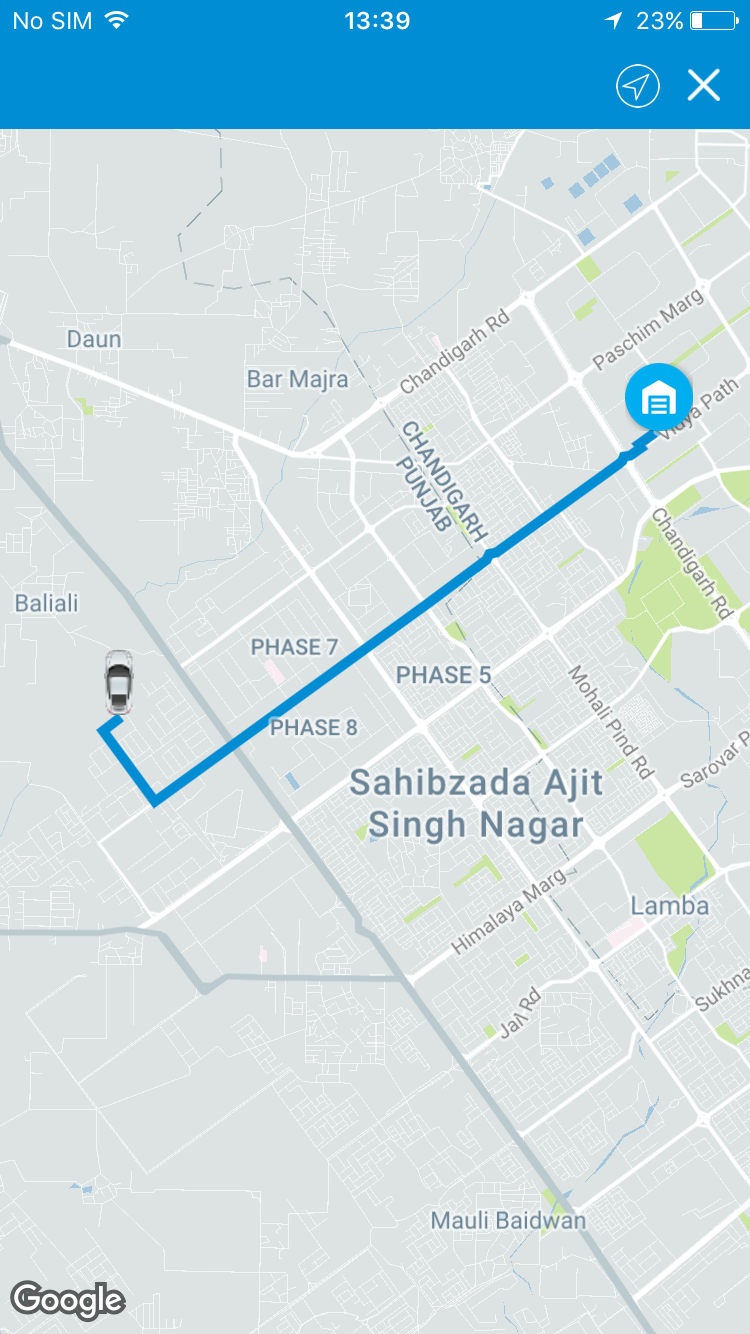 No SIM 13:39 23%
Daun
Bar Majra
Chandigarh Rd
Paschim Marg
Vidya Path
CHANDIGARH
PUNJAB
Chandigarh Rd
Baliali
PHASE 7
PHASE 5
PHASE 8
Mohali Pind Rd
Sarovar P
Sahibzada Ajit
Singh Nagar
Himalaya Marg
Lamba
Sukhna
Mauli Baidwan
Google